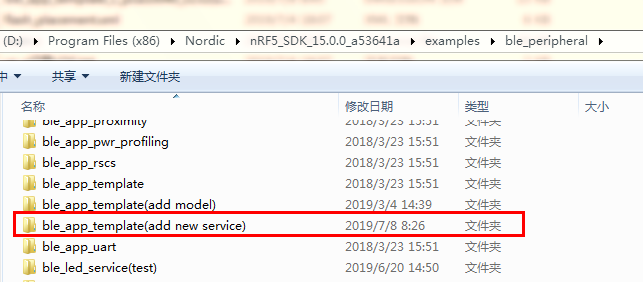 (D:) ▸ Program Files (x86) ▸ Nordic ▸ nRF5_SDK_15.0.0_a53641a ▸ examples ▸ ble_peripheral ▸
中 ▼ 共享 ▼ 新建文件夹
名称 修改日期 类型 大小
ble_app_proximity 2018/3/23 15:51 文件夹
ble_app_pwr_profiling 2018/3/23 15:51 文件夹
ble_app_rscs 2018/3/23 15:51 文件夹
ble_app_template 2018/3/23 15:51 文件夹
ble_app_template(add model) 2019/3/4 14:39 文件夹
ble_app_template(add new service) 2019/7/8 8:26 文件夹
ble_app_uart 2018/3/23 15:51 文件夹
ble_led_service(test) 2019/6/20 14:50 文件夹